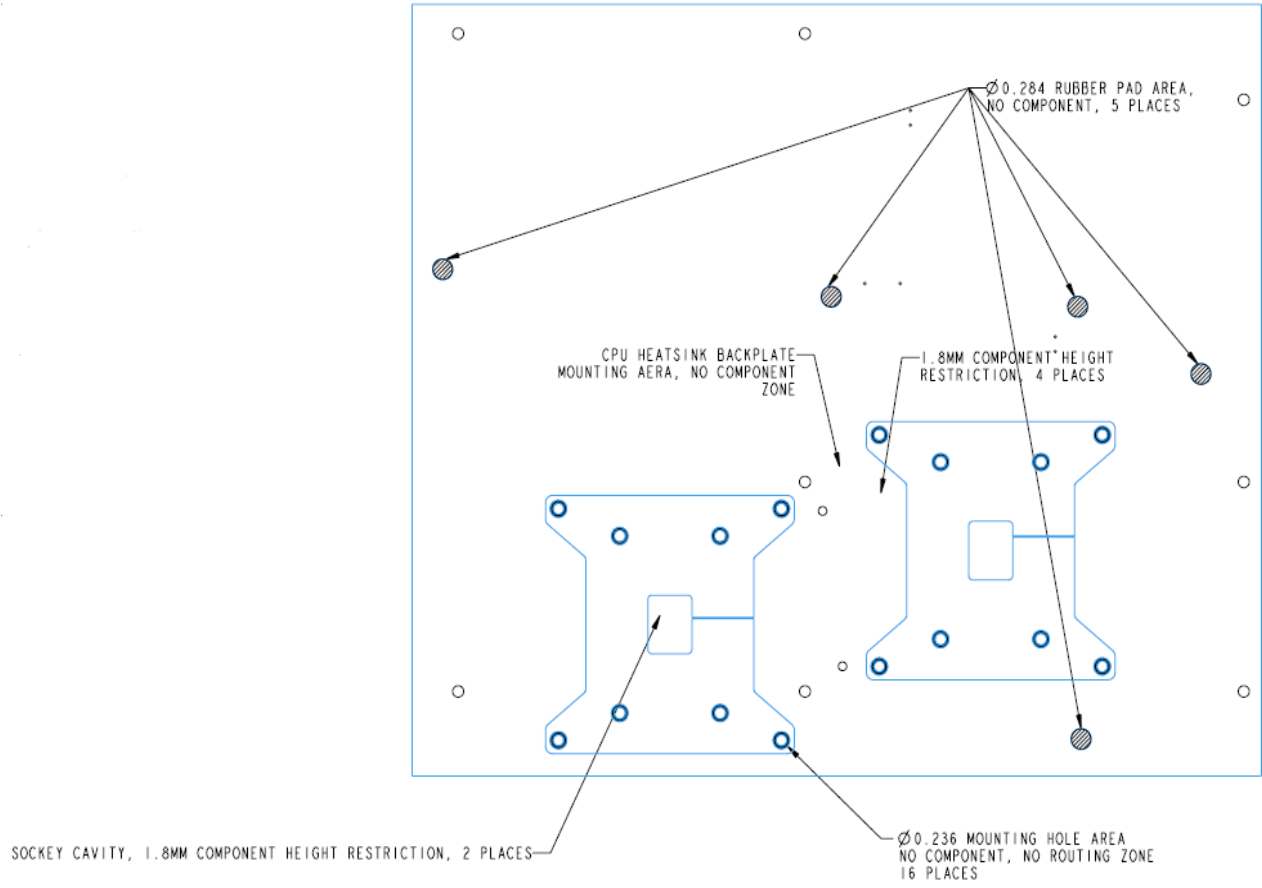 Ø0.284 RUBBER PAD AREA,
NO COMPONENT, 5 PLACES
CPU HEATSINK BACKPLATE
MOUNTING AERA, NO COMPONENT
ZONE
1.8MM COMPONENT HEIGHT
RESTRICTION, 4 PLACES
SOCKEY CAVITY, 1.8MM COMPONENT HEIGHT RESTRICTION, 2 PLACES
Ø0.236 MOUNTING HOLE AREA
NO COMPONENT, NO ROUTING ZONE
16 PLACES